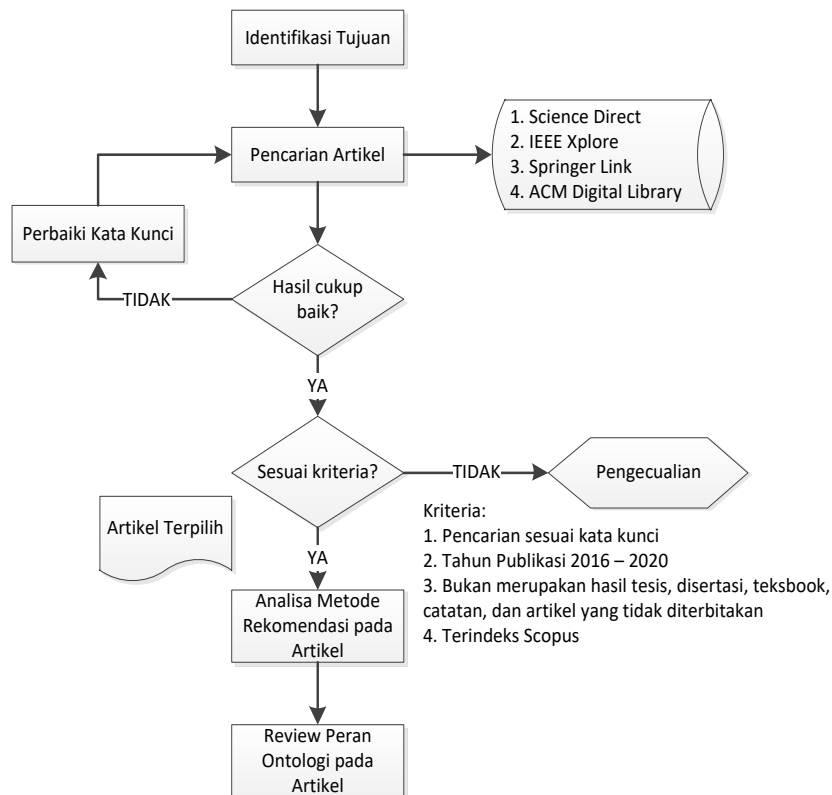 Identifikasi Tujuan
Pencarian Artikel
1. Science Direct
2. IEEE Xplore
3. Springer Link
4. ACM Digital Library
Perbaiki Kata Kunci
TIDAK
Hasil cukup
baik?
YA
Sesuai kriteria?
TIDAK
Pengecualian
Kriteria:
1. Pencarian sesuai kata kunci
2. Tahun Publikasi 2016 – 2020
3. Bukan merupakan hasil tesis, disertasi, teksbook,
catatan, dan artikel yang tidak diterbitakan
4. Terindeks Scopus
Artikel Terpilih
YA
Analisa Metode
Rekomendasi pada
Artikel
Review Peran
Ontologi pada
Artikel